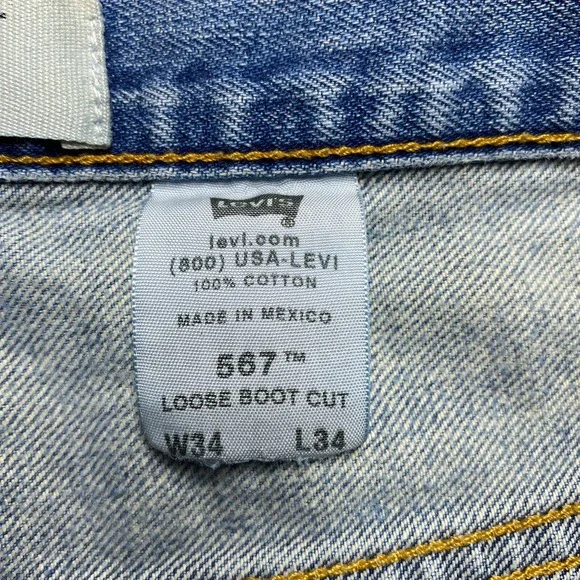 Levi's ®
levi.com
(800) USA-LEVI
100% COTTON
MADE IN MEXICO
567™
LOOSE BOOT CUT
W34 L34